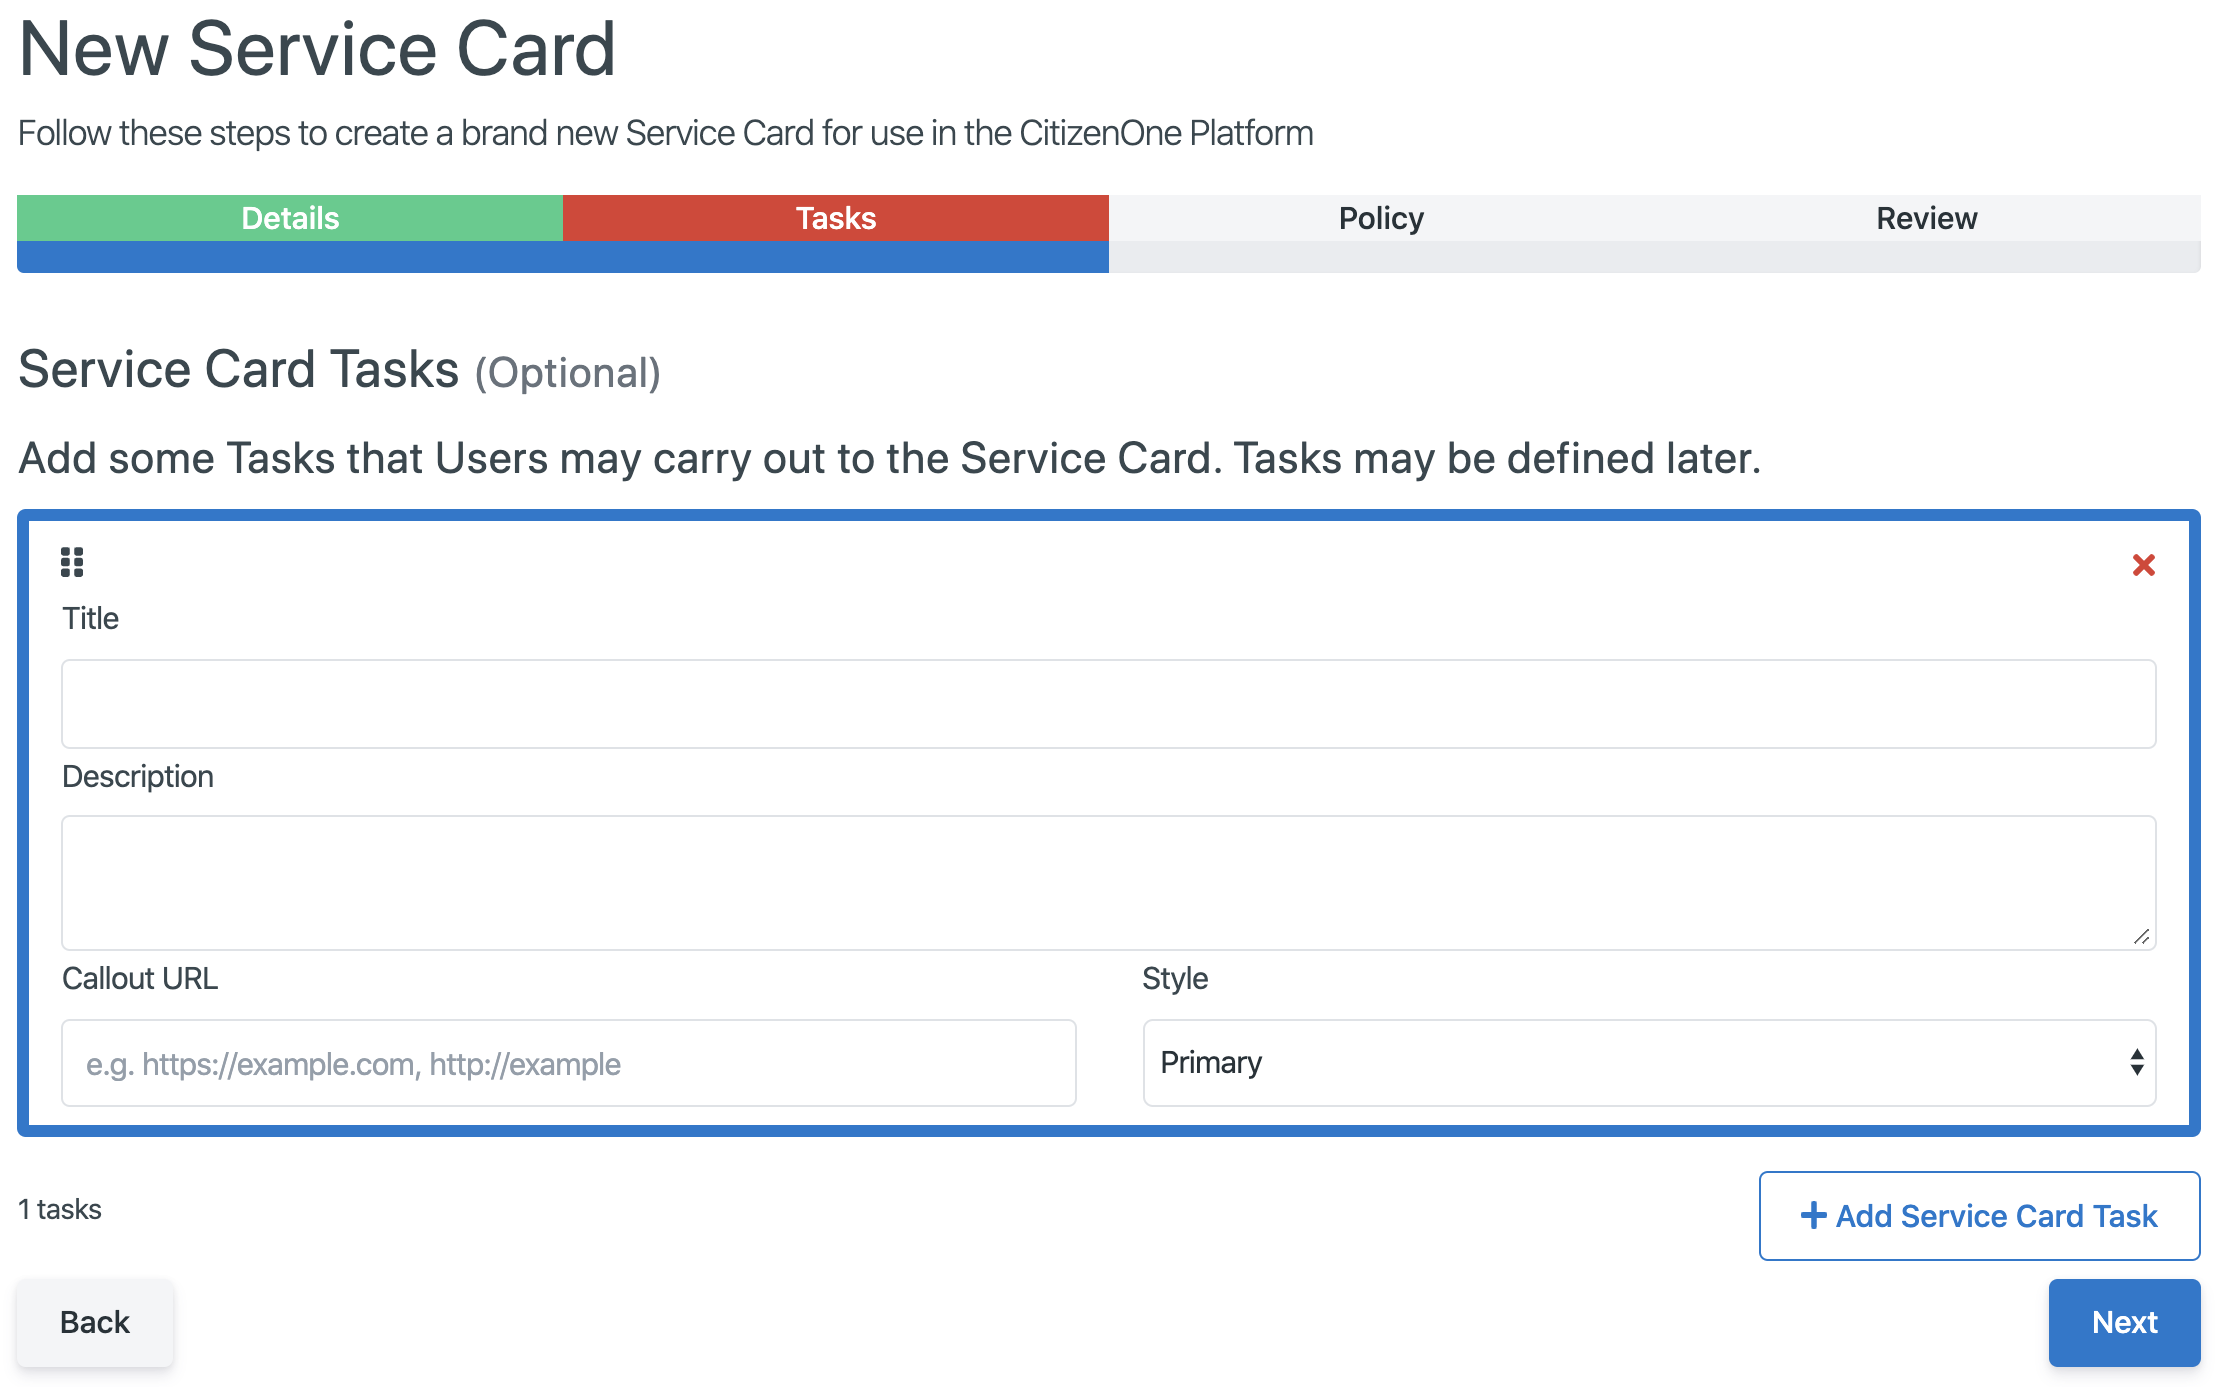 New Service Card
Follow these steps to create a brand new Service Card for use in the CitizenOne Platform
Details Tasks Policy Review
Service Card Tasks (Optional)
Add some Tasks that Users may carry out to the Service Card. Tasks may be defined later.
Title
Description
Callout URL Style
e.g. https://example.com, http://example Primary
1 tasks Add Service Card Task
Back Next